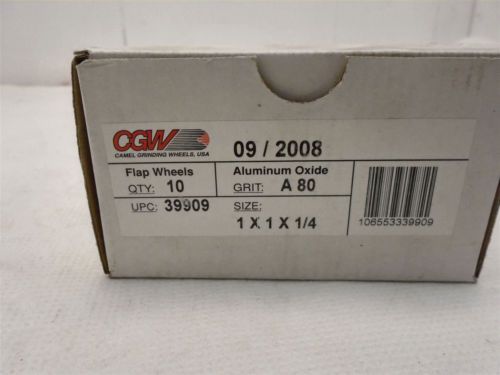 CGW
CAMEL GRINDING WHEELS, USA
09 / 2008
Flap Wheels
Aluminum Oxide
QTY: 10
GRIT: A 80
UPC: 39909
SIZE:
1 X 1 X 1/4
106553339909